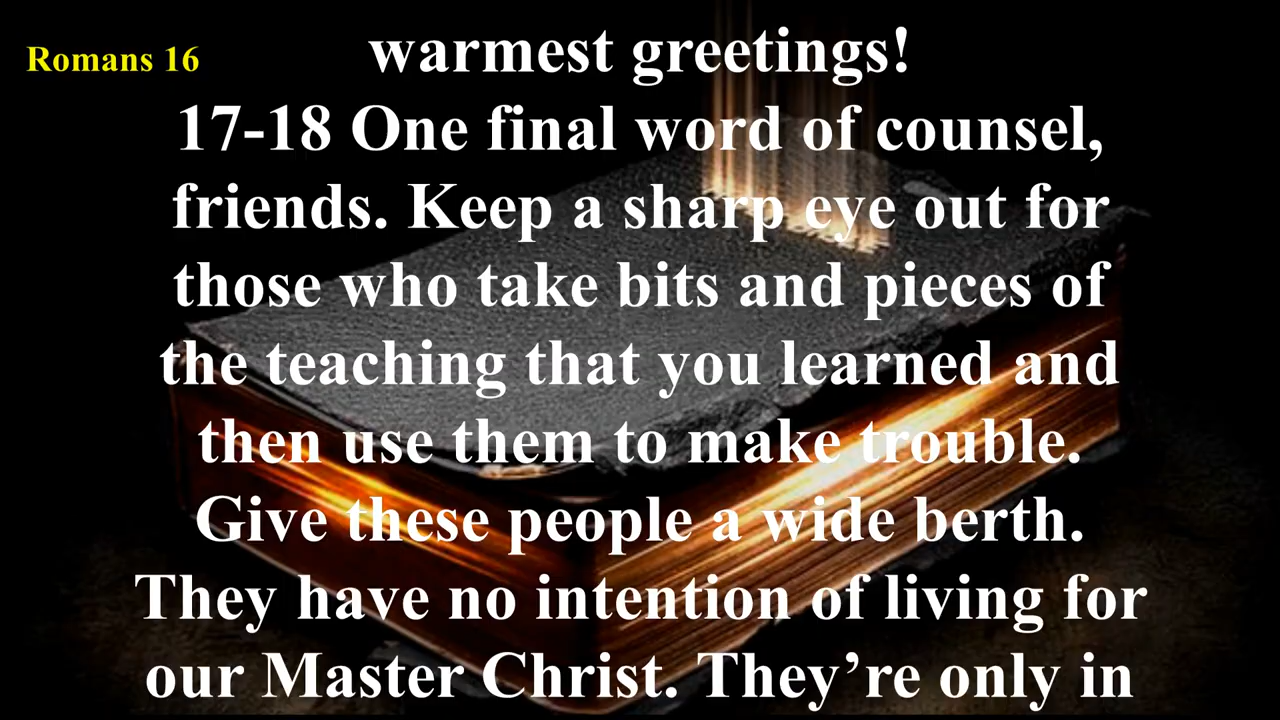 Romans 16
warmest greetings!
17-18 One final word of counsel,
friends. Keep a sharp eye out for
those who take bits and pieces of
the teaching that you learned and
then use them to make trouble.
Give these people a wide berth.
They have no intention of living for
our Master Christ. They’re only in